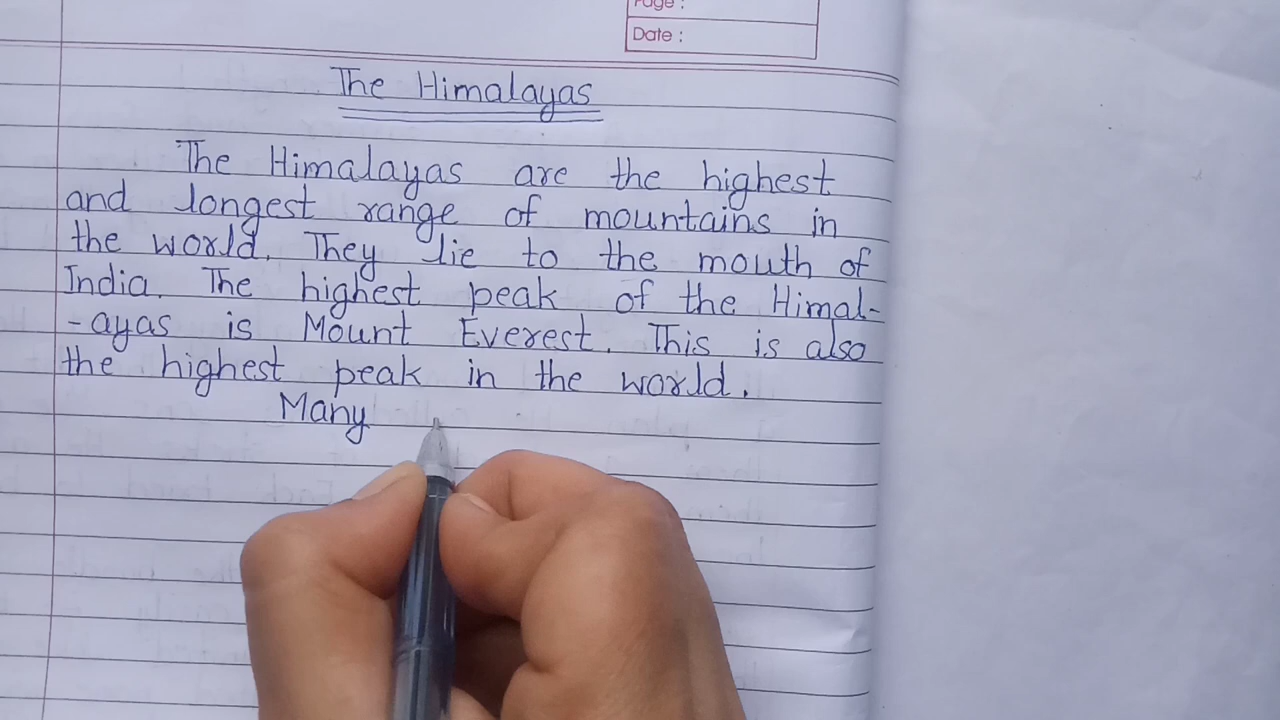 Page :
Date :
The Himalayas
The Himalayas are the highest
and longest range of mountains in
the world. They lie to the mouth of
India. The highest peak of the Himal-
-ayas is Mount Everest. This is also
the highest peak in the world.
Many